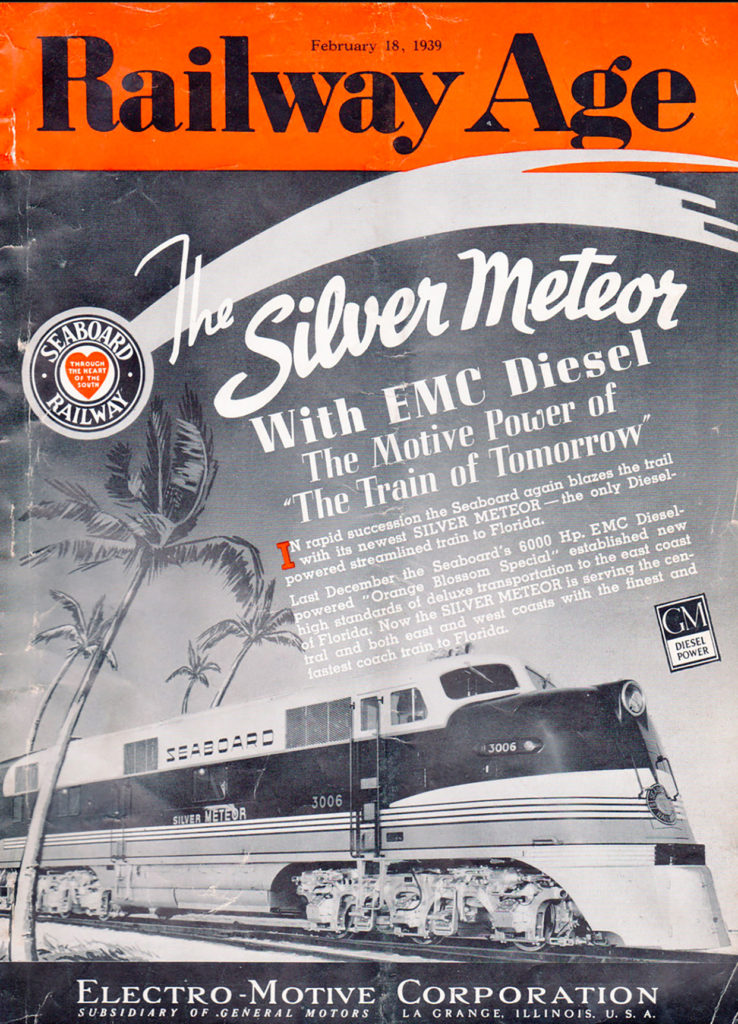 February 18, 1939
Railway Age
The
Silver Meteor
SEABOARD
THROUGH
THE HEART
OF THE
SOUTH
RAILWAY
With EMC Diesel
The Motive Power of
"The Train of Tomorrow"
IN rapid succession the Seaboard again blazes the trail
with its newest SILVER METEOR — the only Diesel-
powered streamlined train to Florida.
Last December the Seaboard's 6000 Hp. EMC Diesel-
powered "Orange Blossom Special" established new
high standards of deluxe transportation to the east coast
of Florida. Now the SILVER METEOR is serving the cen-
tral and both east and west coasts with the finest and
fastest coach train to Florida.
GM
DIESEL
POWER
SEABOARD
3006
3006
SILVER METEOR
ELECTRO-MOTIVE CORPORATION
SUBSIDIARY OF GENERAL MOTORS LA GRANGE, ILLINOIS, U. S. A.